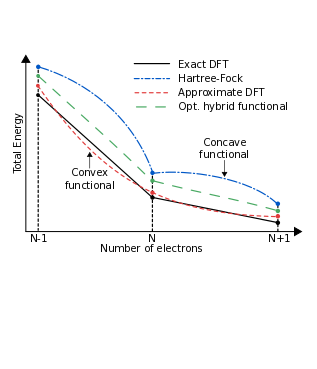 Exact DFT
Hartree-Fock
Approximate DFT
Opt. hybrid functional
Total Energy
Concave
functional
Convex
functional
N-1
N
N+1
Number of electrons